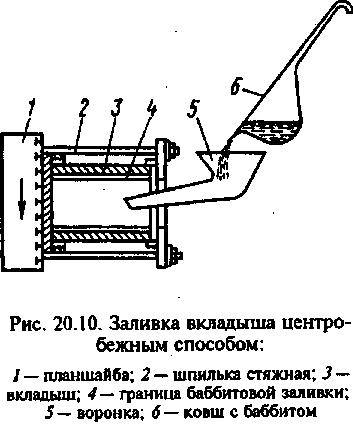 1 2 3 4 5 6
Рис. 20.10. Заливка вкладыша центро-
бежным способом:
1 — планшайба; 2 — шпилька стяжная; 3 —
вкладыш; 4 — граница баббитовой заливки;
5 — воронка; 6 — ковш с баббитом